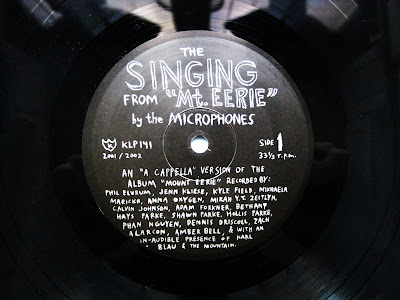 THE
SINGING
FROM "Mt. EERIE"
by the MICROPHONES
KLP141
2001/2002
SIDE 1
33⅓ r.p.m.
AN "A CAPPELLA" VERSION OF THE
ALBUM "MOUNT EERIE" RECORDED BY:
PHIL ELVRUM, JENN KLIESE, KYLE FIELD, MIKHAELA
MARICICH, ANNA OXYGEN, MIRAH Y.T. ZEITLYN,
CALVIN JOHNSON, ADAM FORKNER, BETHANY
HAYS PARKE, SHAWN PARKE, HOLLIS PARKE,
PHAN NGUYEN, DENNIS DRISCOLL, ZACH
ALARCON, AMBER BELL, & WITH AN
IN-AUDIBLE PRESENCE OF KARL
BLAU & THE MOUNTAIN.